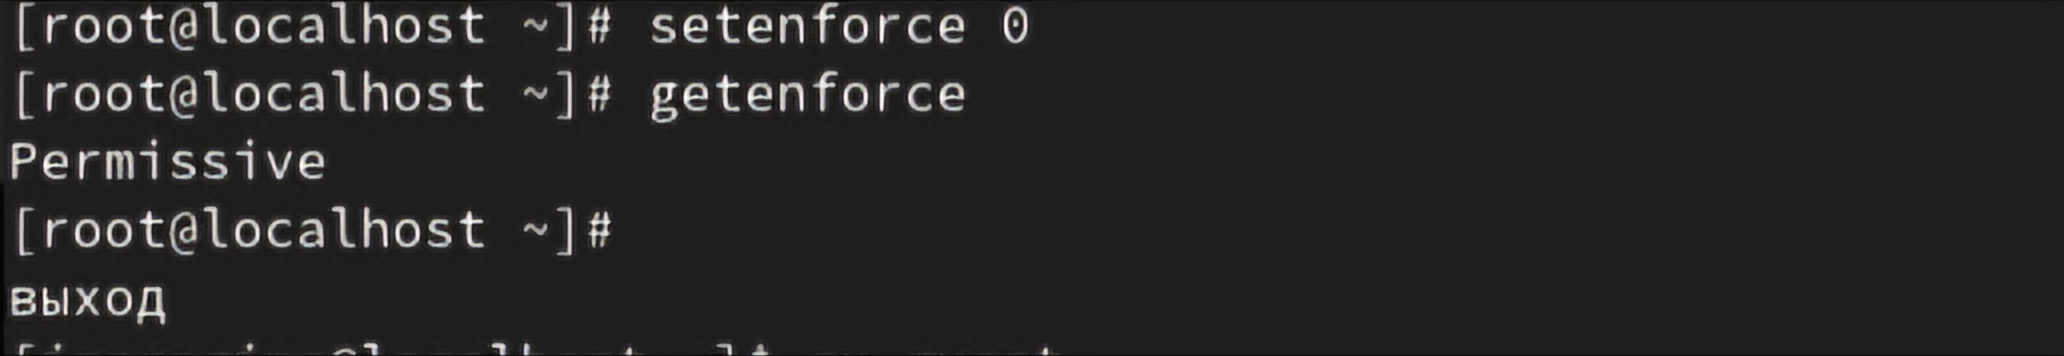 [root@localhost ~]# setenforce 0
[root@localhost ~]# getenforce
Permissive
[root@localhost ~]#
выход